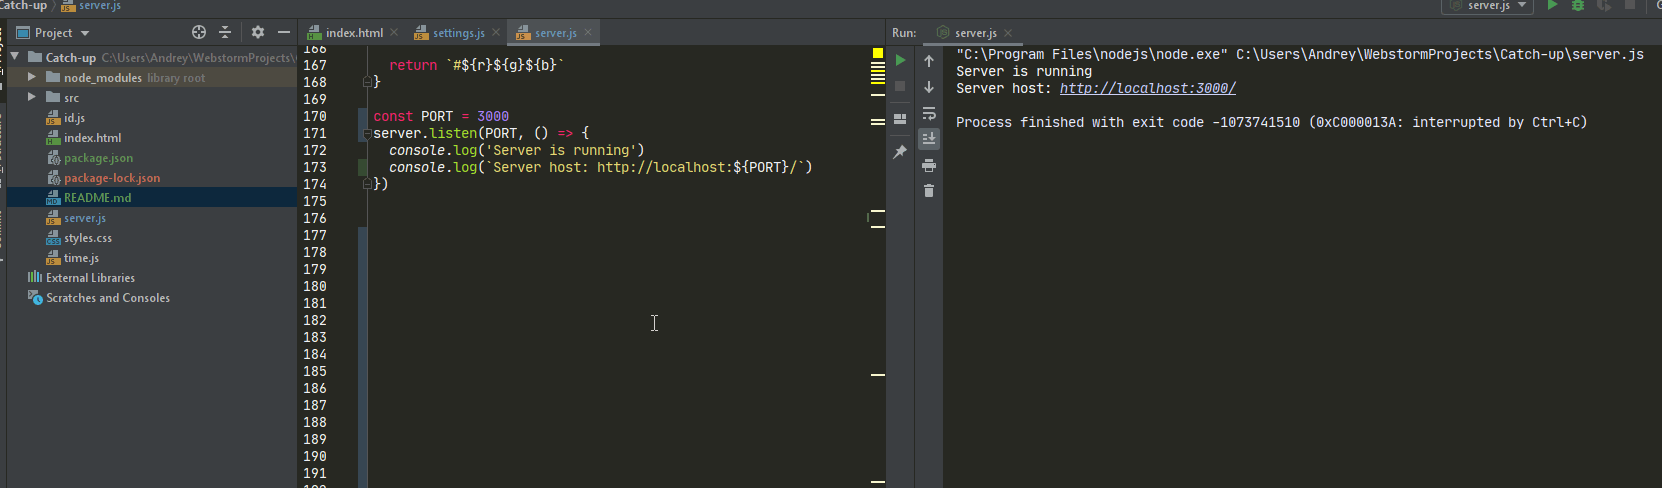 Catch-up
server.js
server.js
Project
Catch-up C:\Users\Andrey\WebstormProjects\
node_modules library root
src
id.js
index.html
package.json
package-lock.json
README.md
server.js
styles.css
time.js
External Libraries
Scratches and Consoles
index.html
settings.js
server.js
166
167 return `#${r}${g}${b}`
168 }
169
170 const PORT = 3000
171 server.listen(PORT, () => {
172 console.log('Server is running')
173 console.log(`Server host: http://localhost:${PORT}/`)
174 })
175
176
177
178
179
180
181
182
183
184
185
186
187
188
189
190
191
Run: server.js
"C:\Program Files\nodejs\node.exe" C:\Users\Andrey\WebstormProjects\Catch-up\server.js
Server is running
Server host: http://localhost:3000/
Process finished with exit code -1073741510 (0xC000013A: interrupted by Ctrl+C)